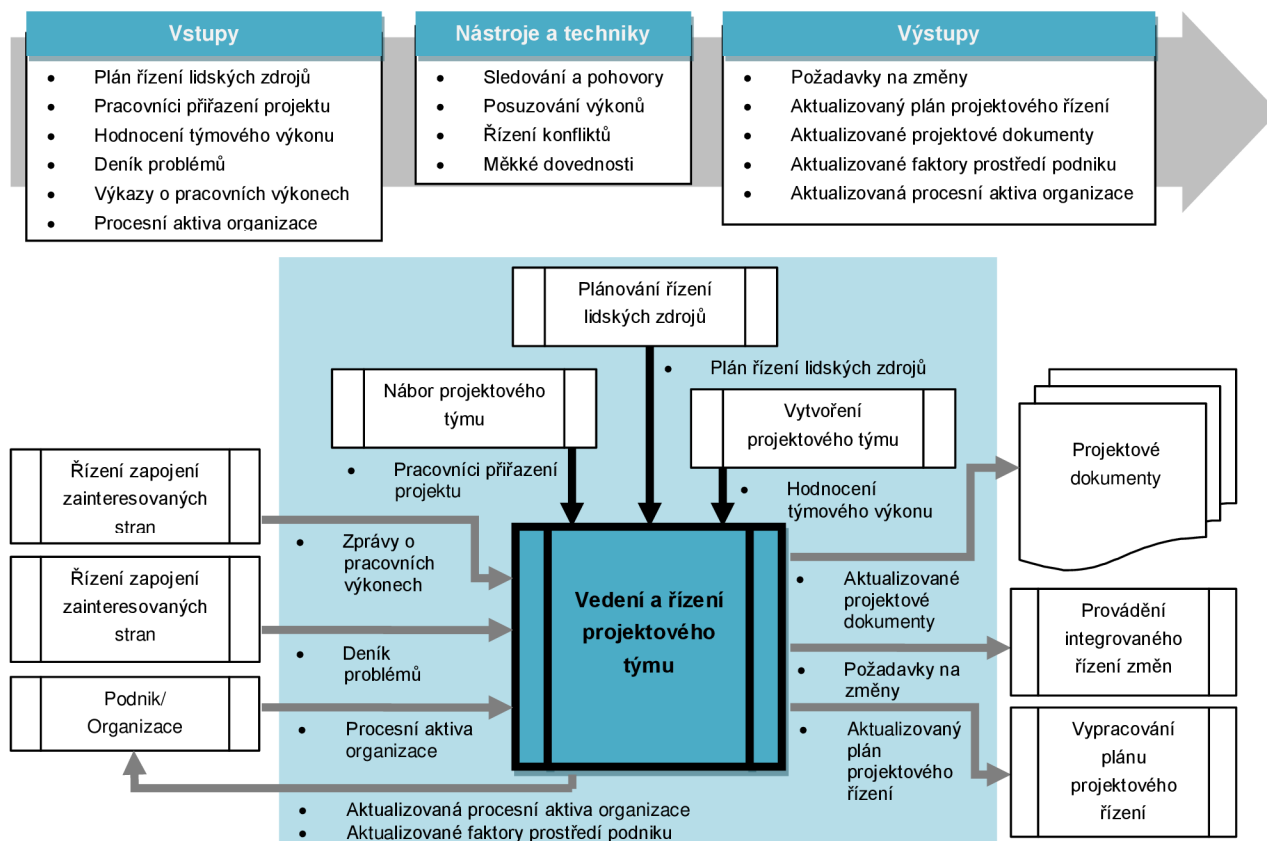 Vstupy
Plán řízení lidských zdrojů
Pracovníci přiřazení projektu
Hodnocení týmového výkonu
Deník problémů
Výkazy o pracovních výkonech
Procesní aktiva organizace
Nástroje a techniky
Sledování a pohovory
Posuzování výkonů
Řízení konfliktů
Měkké dovednosti
Výstupy
Požadavky na změny
Aktualizovaný plán projektového řízení
Aktualizované projektové dokumenty
Aktualizované faktory prostředí podniku
Aktualizovaná procesní aktiva organizace
Plánování řízení
lidských zdrojů
Plán řízení lidských zdrojů
Nábor projektového
týmu
Pracovníci přiřazení
projektu
Vytvoření
projektového týmu
Hodnocení
týmového výkonu
Řízení zapojení
zainteresovaných
stran
Zprávy o
pracovních
výkonech
Řízení zapojení
zainteresovaných
stran
Deník
problémů
Podnik/
Organizace
Procesní aktiva
organizace
Vedení a řízení
projektového
týmu
Projektové
dokumenty
Aktualizované
projektové
dokumenty
Provádění
integrovaného
řízení změn
Požadavky na
změny
Vypracování
plánu
projektového
řízení
Aktualizovaný
plán
projektového
řízení
Aktualizovaná procesní aktiva organizace
Aktualizované faktory prostředí podniku